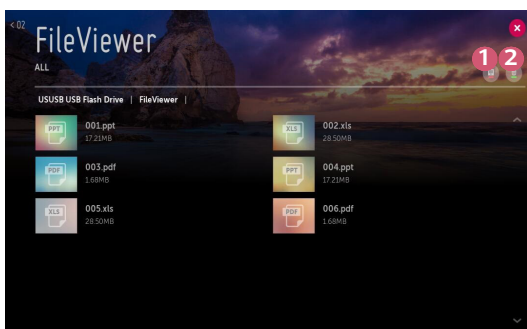 < 02
FileViewer
x
1 2
ALL
USUSB USB Flash Drive | FileViewer |
PPT 001.ppt
17.21MB
XLS 002.xls
28.50MB
PDF 003.pdf
1.68MB
PPT 004.ppt
17.21MB
XLS 005.xls
28.50MB
PDF 006.pdf
1.68MB